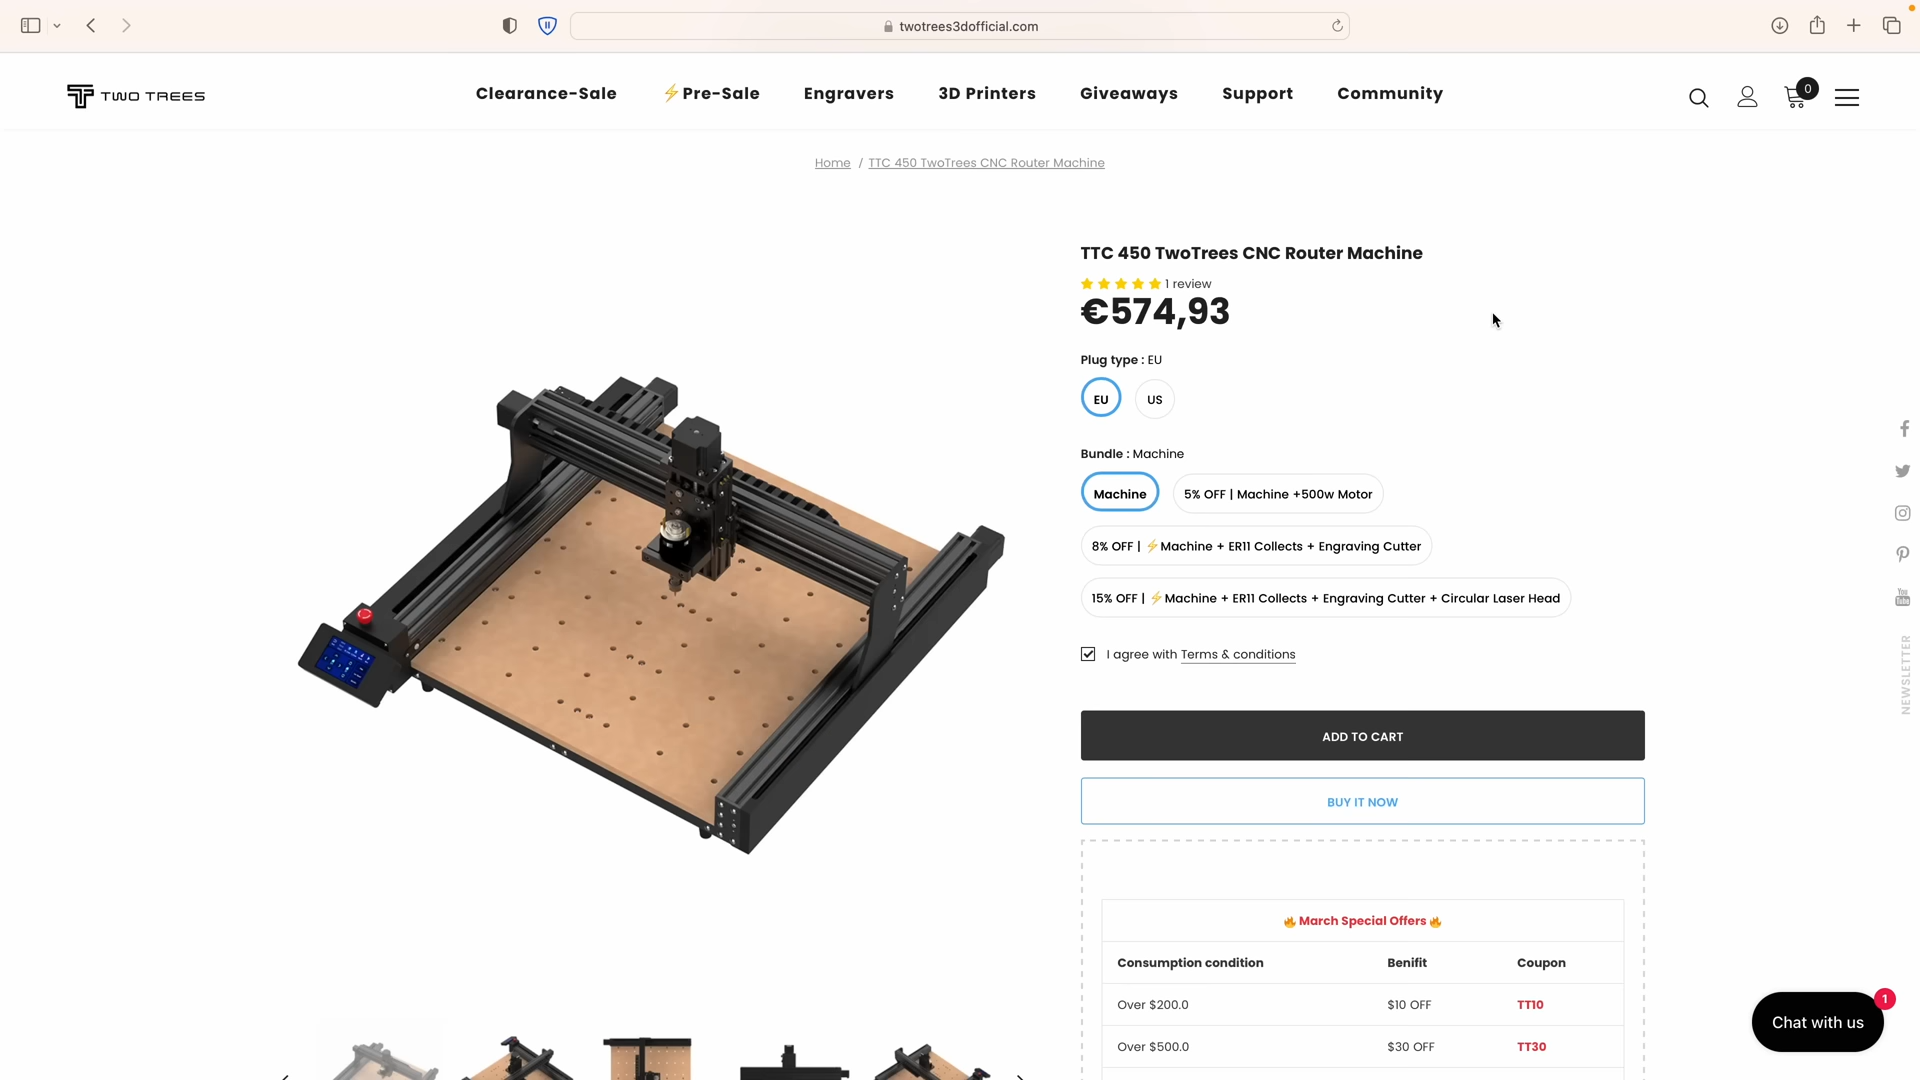 twotrees3dofficial.com
TWO TREES
Clearance-Sale
⚡Pre-Sale
Engravers
3D Printers
Giveaways
Support
Community
0
Home / TTC 450 TwoTrees CNC Router Machine
TTC 450 TwoTrees CNC Router Machine
1 review
€574,93
Plug type : EU
EU
US
Bundle : Machine
Machine
5% OFF | Machine +500w Motor
8% OFF | ⚡Machine + ER11 Collects + Engraving Cutter
15% OFF | ⚡Machine + ER11 Collects + Engraving Cutter + Circular Laser Head
I agree with Terms & conditions
ADD TO CART
BUY IT NOW
🔥 March Special Offers 🔥
Consumption condition Benifit Coupon
Over $200.0 $10 OFF TT10
Over $500.0 $30 OFF TT30
NEWSLETTER
Chat with us
1